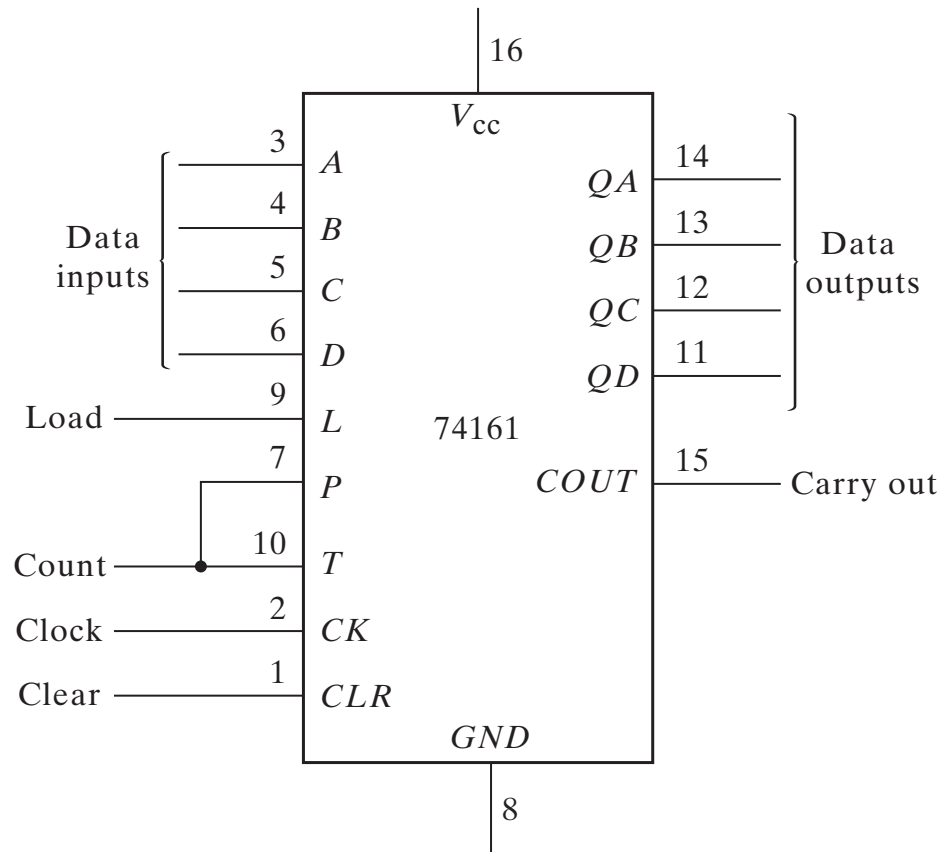 16
V_cc
3
A
4
B
Data
inputs
5
C
6
D
9
Load
L
7
P
10
Count
T
2
Clock
CK
1
Clear
CLR
74161
14
QA
13
QB
Data
outputs
12
QC
11
QD
15
COUT
Carry out
GND
8